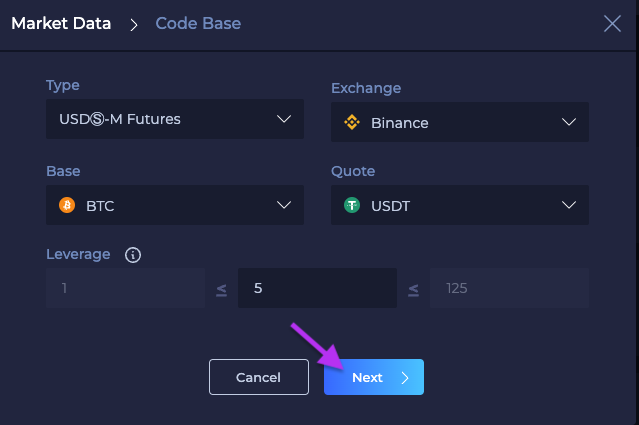 Market Data > Code Base
Type
Exchange
USDⓈ-M Futures
Binance
Base
Quote
BTC
USDT
Leverage
1 ≤ 5 ≤ 125
Cancel
Next